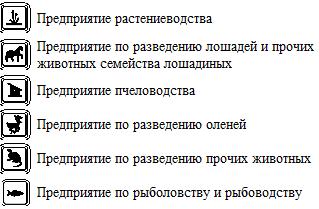 Предприятие растениеводства
Предприятие по разведению лошадей и прочих
животных семейства лошадиных
Предприятие пчеловодства
Предприятие по разведению оленей
Предприятие по разведению прочих животных
Предприятие по рыболовству и рыбоводству